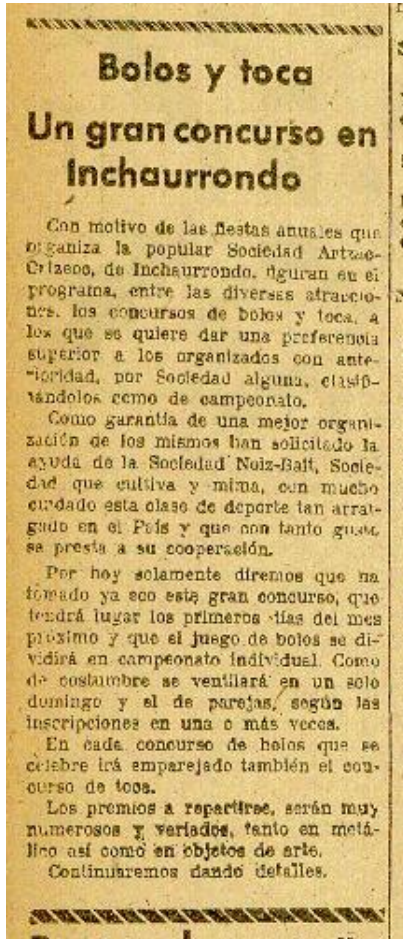 Bolos y toca
Un gran concurso en
Inchaurrondo
Con motivo de las fiestas anuales que
organiza la popular Sociedad
de Inchaurrondo, figuran en el
programa, entre las diversas atraccio-
nes, los concursos de bolos y toca, a
los que se quiere dar una preferencia
superior a los organizados con ante-
rioridad, por Sociedad alguna, clasifi-
cándolos como de campeonato.
Como garantía de una mejor organi-
zación de los mismos han solicitado la
ayuda de la Sociedad Noiz-Bait, Socie-
dad que cultiva y mima, con mucho
cuidado esta clase de deporte tan arrai-
gado en el País y que con tanto gusto
se presta a su cooperación.
Por hoy solamente diremos que ha
tomado ya eco este gran concurso, que
tendrá lugar los primeros días del mes
próximo y que el juego de bolos se di-
vidirá en campeonato individual. Como
de costumbre se ventilará en un solo
domingo y el de parejas, según las
inscripciones en una o más veces.
En cada concurso de bolos que se
celebre irá emparejado también el con-
curso de toca.
Los premios a repartirse, serán muy
numerosos y variados, tanto en metá-
lico así como en objetos de arte.
Continuaremos dando detalles.